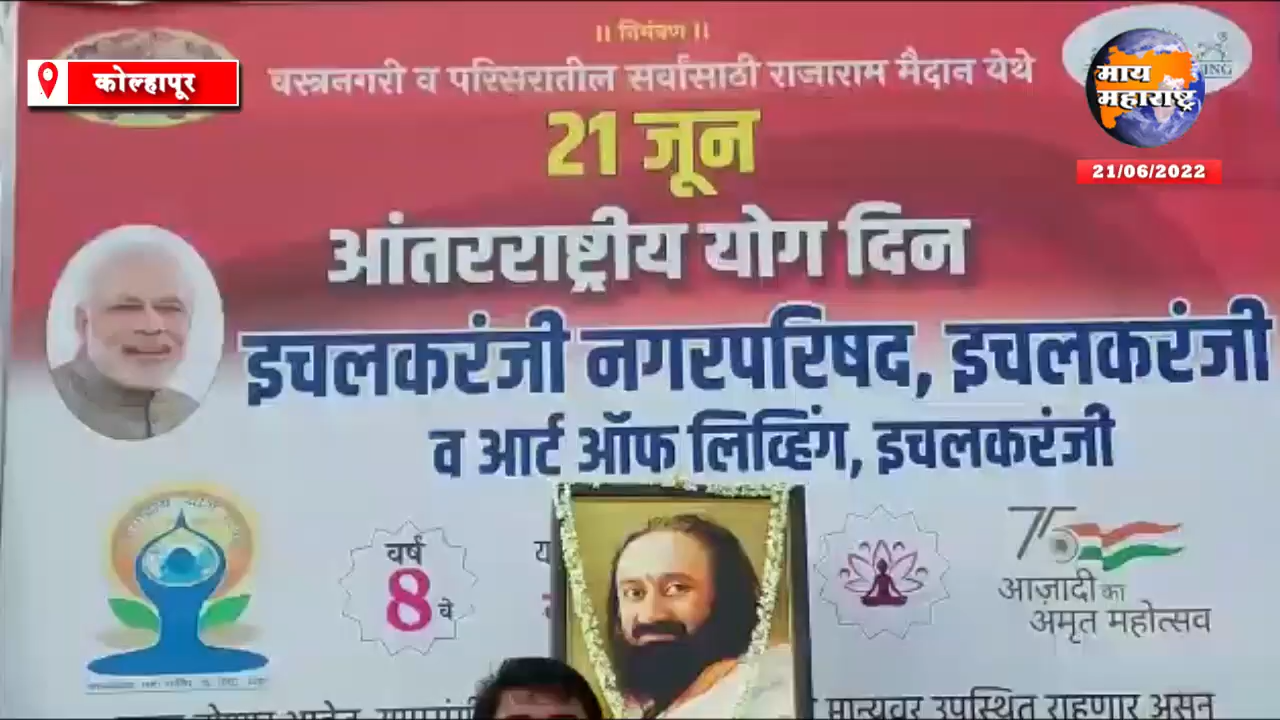 कोल्हापूर
माय
महाराष्ट्र
21/06/2022
॥ निमंत्रण ॥
वस्त्रनगरी व परिसरातील सर्वांसाठी राजाराम मैदान येथे
21 जून
आंतरराष्ट्रीय योग दिन
इचलकरंजी नगरपरिषद, इचलकरंजी
व आर्ट ऑफ लिव्हिंग, इचलकरंजी
वर्ष
8 वे
75
आज़ादी का
अमृत महोत्सव
मान्यवर उपस्थित राहणार असून